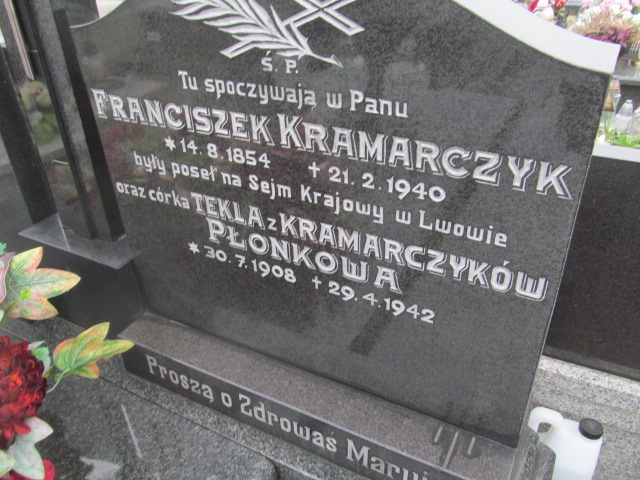 Ś. P.
Tu spoczywają w Panu
FRANCISZEK KRAMARCZYK
* 14. 8. 1854 + 21. 2. 1940
były poseł na Sejm Krajowy w Lwowie
oraz córka TEKLA z KRAMARCZYKÓW
PŁONKOWA
* 30. 7. 1908 + 29. 4. 1942
Proszą o Zdrowaś